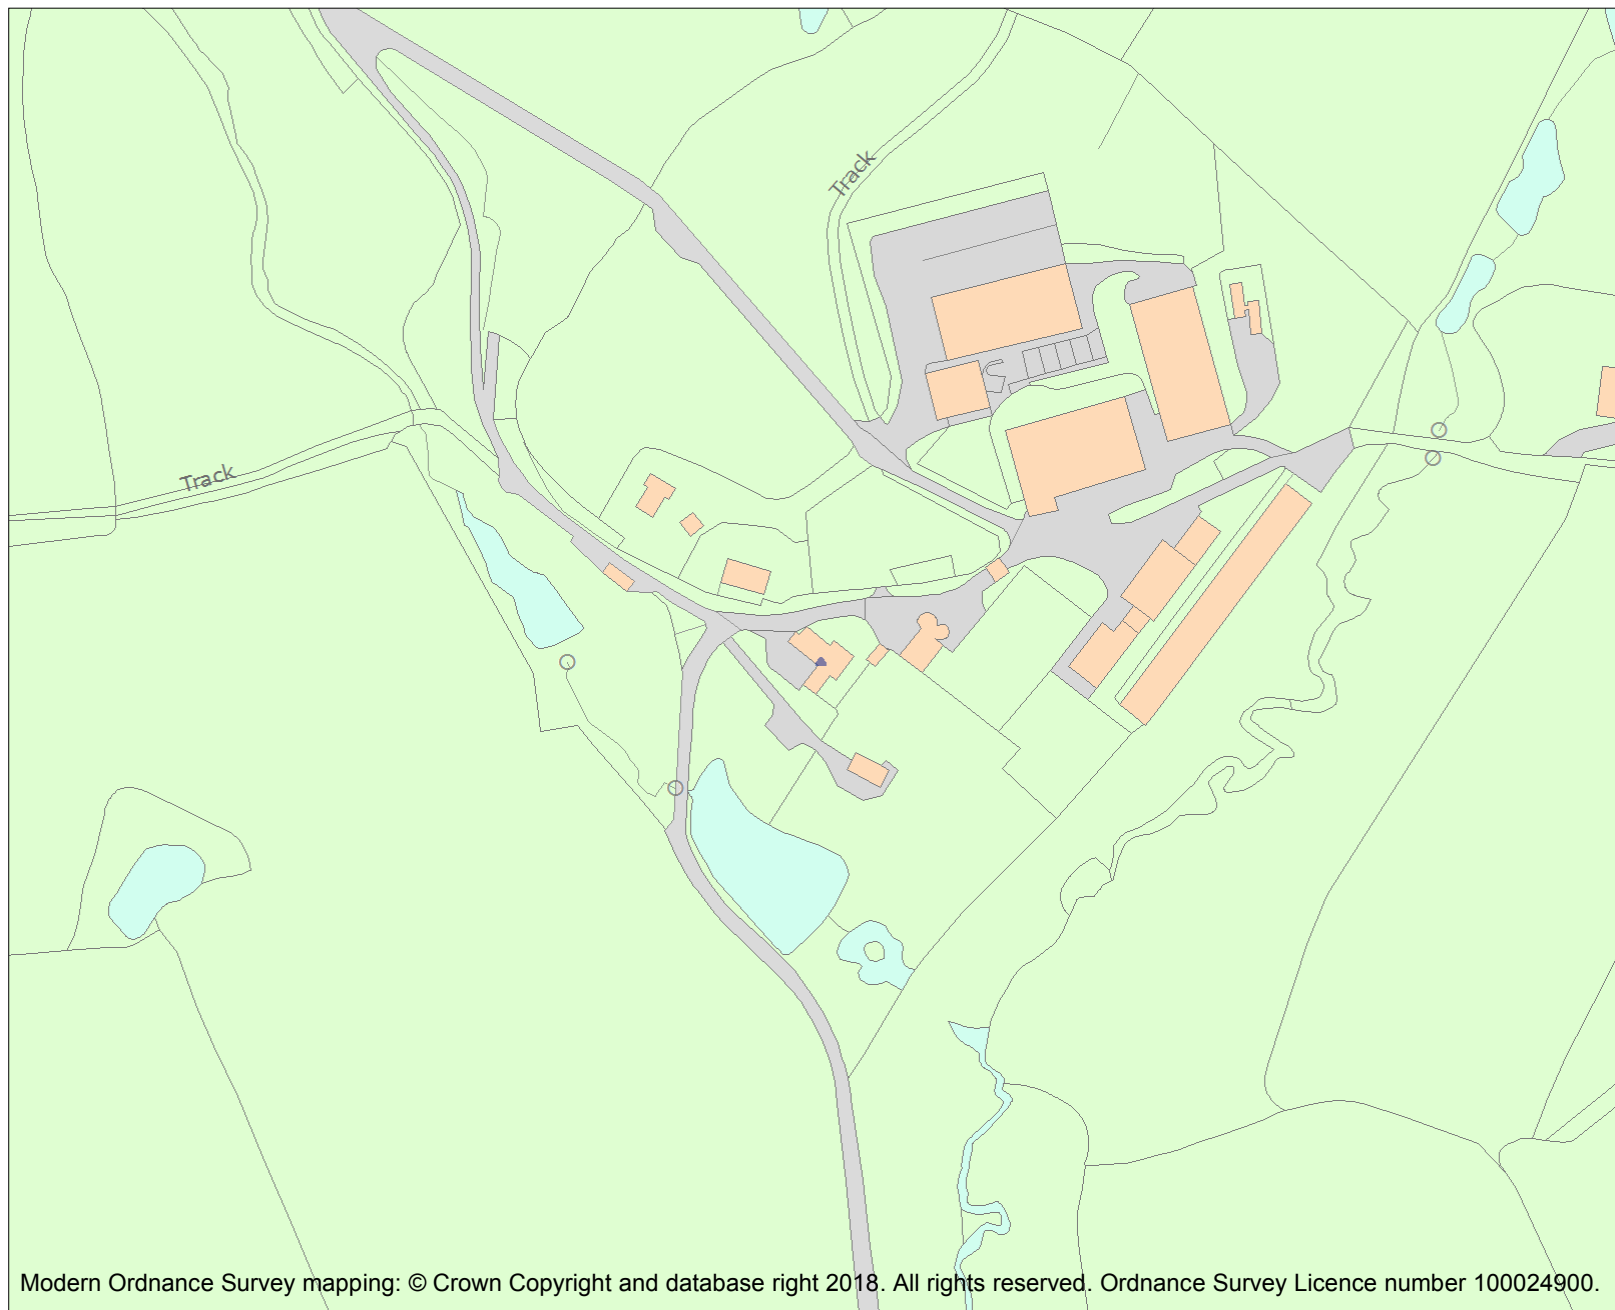 Track
Track
Modern Ordnance Survey mapping: © Crown Copyright and database right 2018. All rights reserved. Ordnance Survey Licence number 100024900.